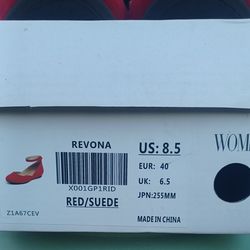 REVONA
X001GP1RID
RED/SUEDE
Z1A67CEV
US: 8.5
EUR: 40
UK: 6.5
JPN:255MM
MADE IN CHINA
WOM